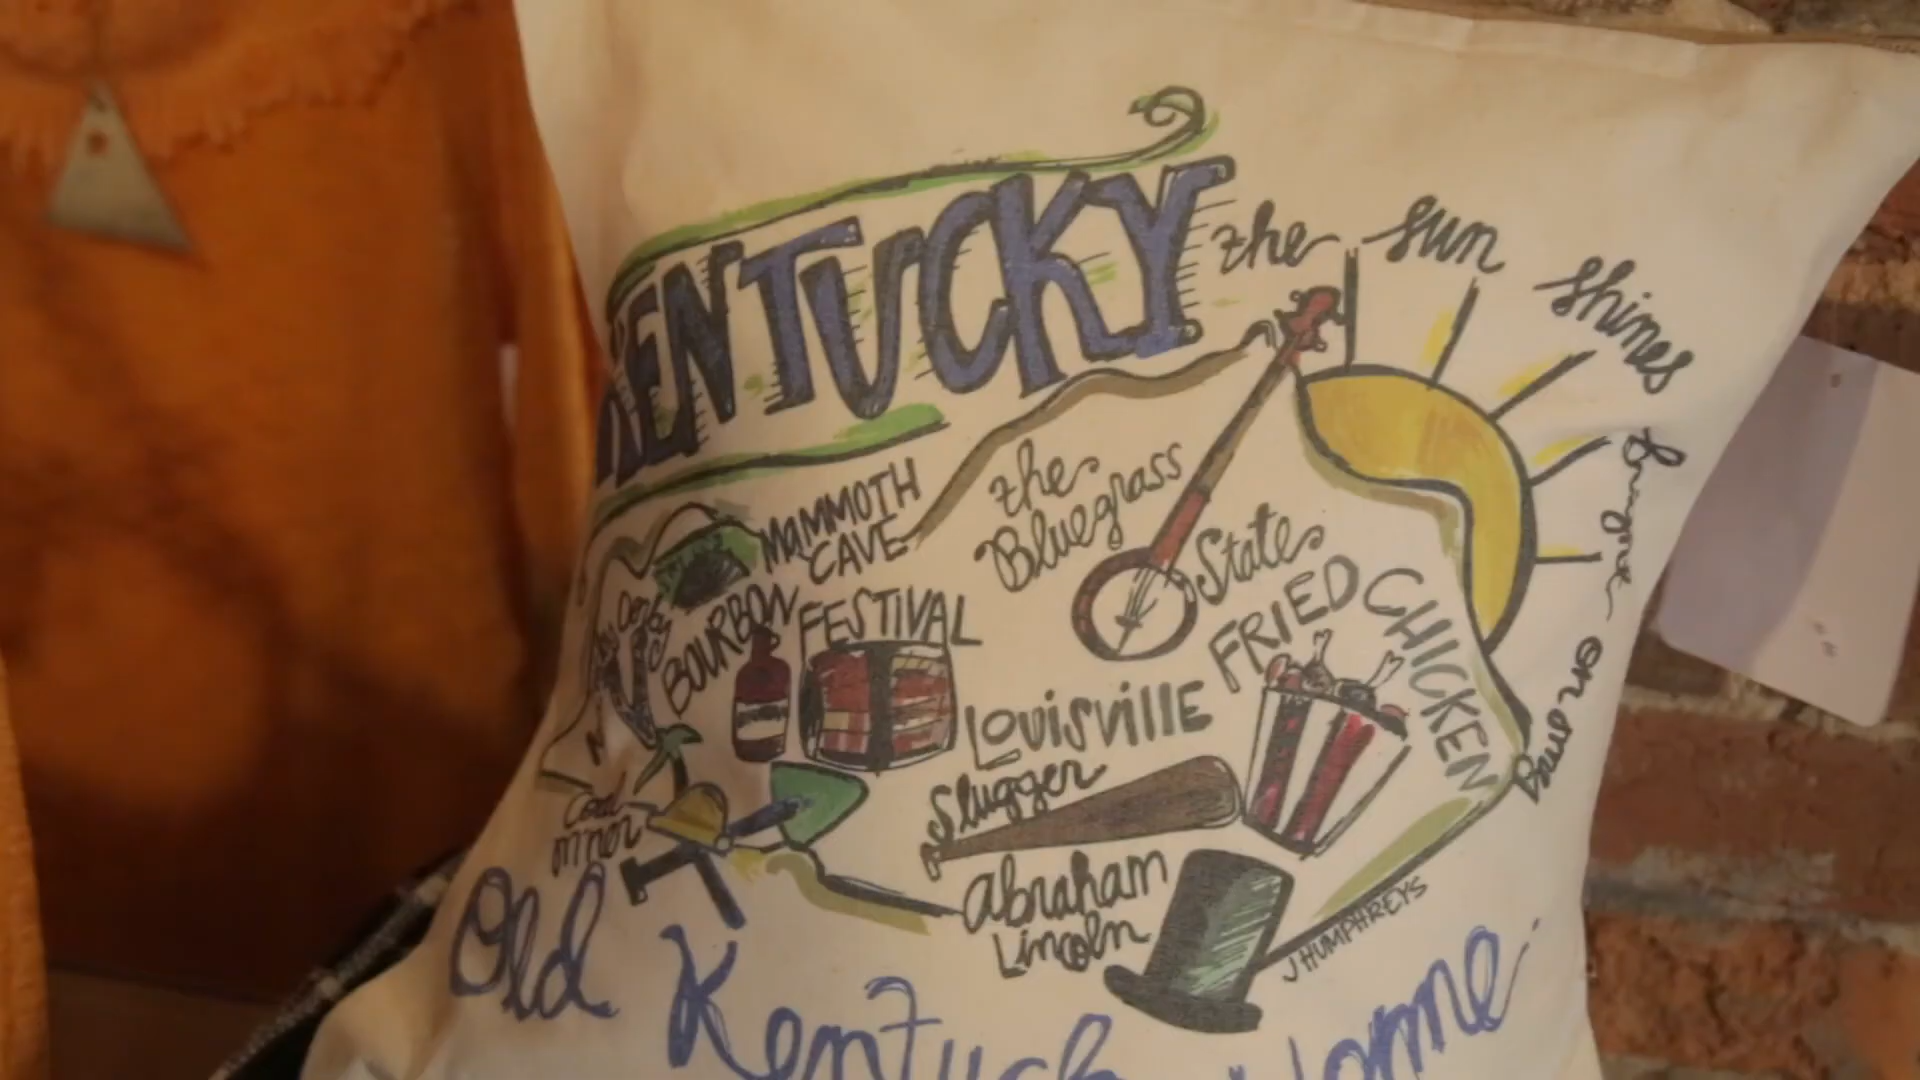 KENTUCKY
the sun shines
on
MAMMOTH
CAVE
the
Bluegrass
State
Derby
BOURBON
FESTIVAL
FRIED CHICKEN
LOUISVILLE
Slugger
Coal
miner
abraham
Lincoln
J HUMPHREYS
Old Kentucky Home